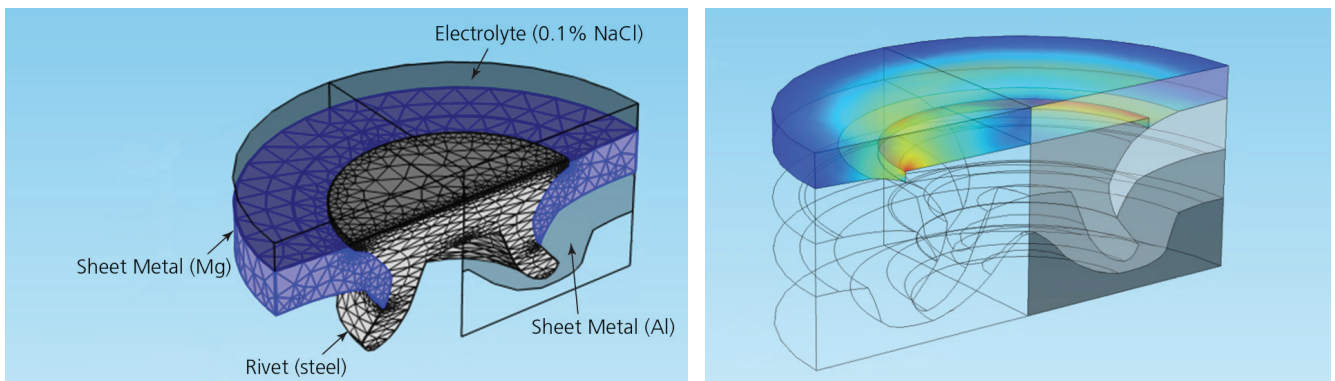 Electrolyte (0.1% NaCl)
Sheet Metal (Mg)
Sheet Metal (Al)
Rivet (steel)